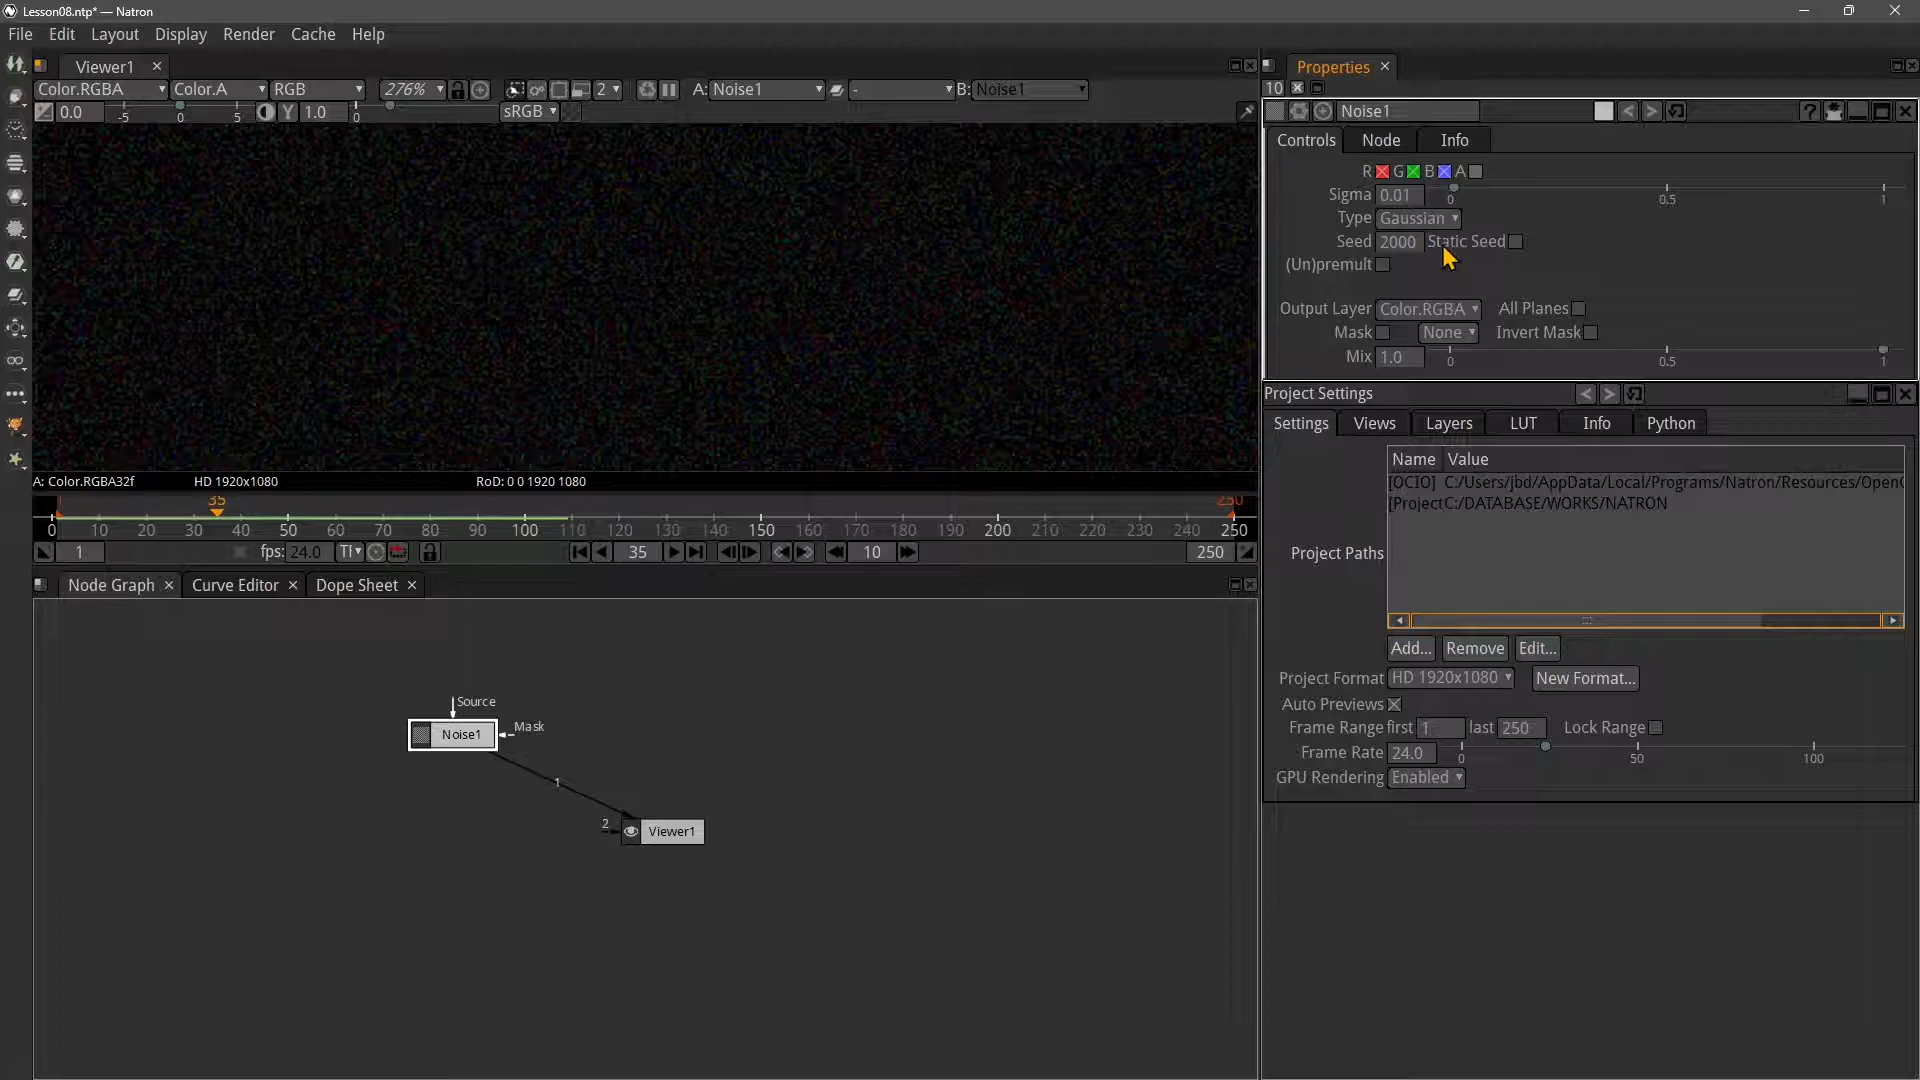 Lesson08.ntp* — Natron
File Edit Layout Display Render Cache Help
Viewer1
Color.RGBA Color.A RGB 276% 2 A: Noise1 - B: Noise1
0.0 -5 0 5 Y 1.0 0 sRGB
A: Color.RGBA32f HD 1920x1080 RoD: 0 0 1920 1080
35 250
0 10 20 30 40 50 60 70 80 90 100 110 120 130 140 150 160 170 180 190 200 210 220 230 240 250
1 fps: 24.0 35 10 250
Node Graph Curve Editor Dope Sheet
Source
Noise1 Mask
1
2 Viewer1
Properties
10
Noise1 ?
Controls Node Info
R G B A
Sigma 0.01 0 0.5 1
Type Gaussian
Seed 2000 Static Seed
(Un)premult
Output Layer Color.RGBA All Planes
Mask None Invert Mask
Mix 1.0 0 0.5 1
Project Settings
Settings Views Layers LUT Info Python
Name Value
[OCIO] C:/Users/jbd/AppData/Local/Programs/Natron/Resources/Open
[Project C:/DATABASE/WORKS/NATRON
Project Paths
Add... Remove Edit...
Project Format HD 1920x1080 New Format...
Auto Previews
Frame Range first 1 last 250 Lock Range
Frame Rate 24.0 0 50 100
GPU Rendering Enabled